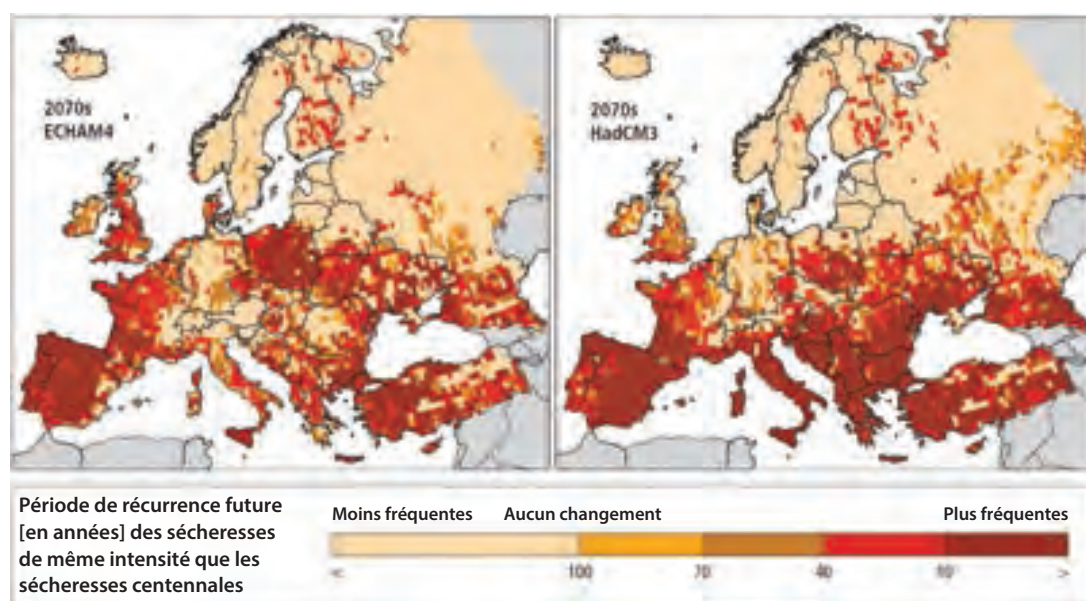 2070s
ECHAM4
2070s
HadCM3
Période de récurrence future
[en années] des sécheresses
de même intensité que les
sécheresses centennales
Moins fréquentes Aucun changement Plus fréquentes
< 100 70 40 >